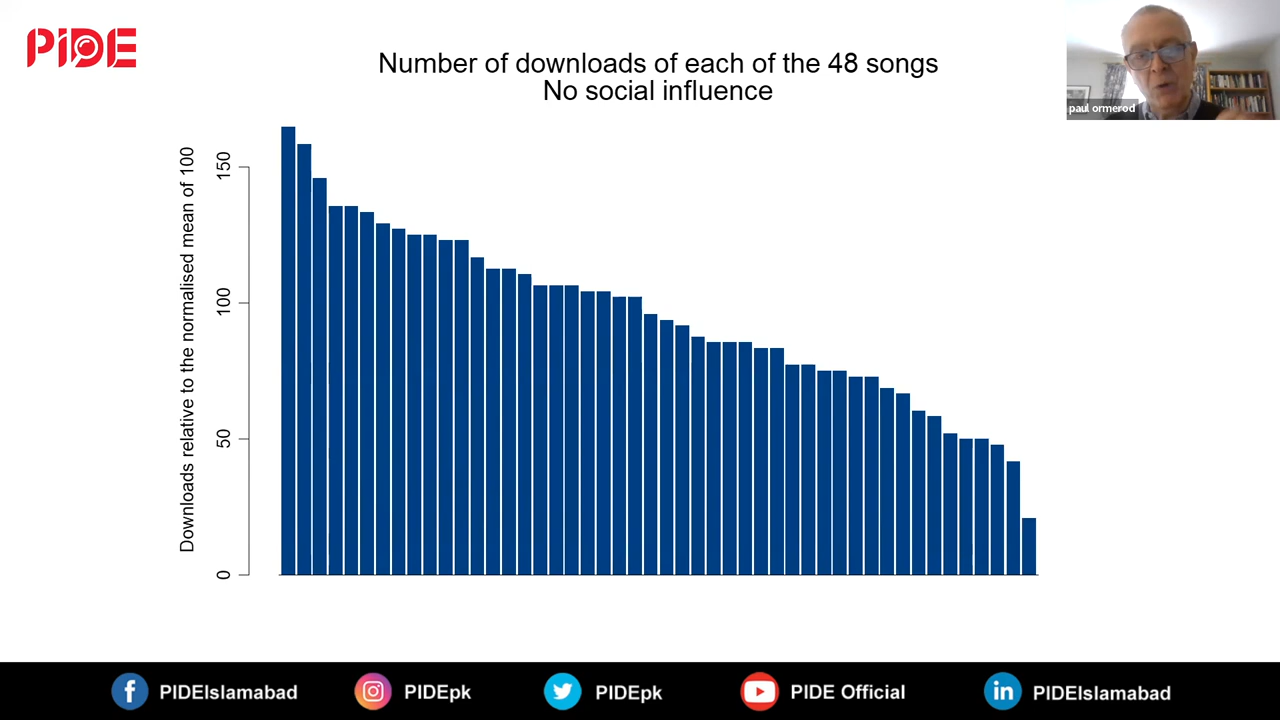 PIDE
Number of downloads of each of the 48 songs
No social influence
paul ormerod
Downloads relative to the normalised mean of 100
150
100
50
0
PIDEIslamabad
PIDEpk
PIDEpk
PIDE Official
PIDEIslamabad